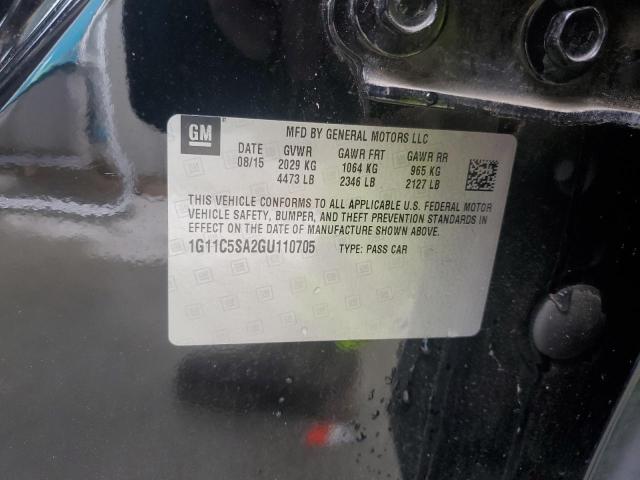 GM
MFD BY GENERAL MOTORS LLC
DATE GVWR GAWR FRT GAWR RR
08/15 2029 KG 1064 KG 965 KG
4473 LB 2346 LB 2127 LB
THIS VEHICLE CONFORMS TO ALL APPLICABLE U.S. FEDERAL MOTOR
VEHICLE SAFETY, BUMPER, AND THEFT PREVENTION STANDARDS IN
EFFECT ON THE DATE OF MANUFACTURE SHOWN ABOVE.
1G11C5SA2GU110705 TYPE: PASS CAR